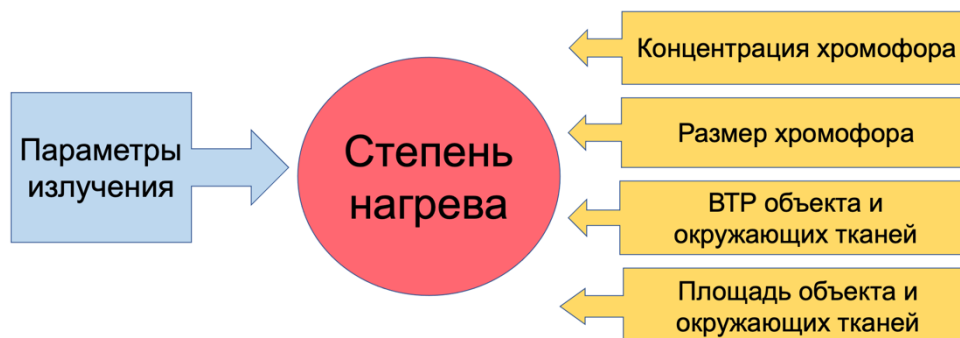 Параметры
излучения
Степень
нагрева
Концентрация хромофора
Размер хромофора
ВТР объекта и
окружающих тканей
Площадь объекта и
окружающих тканей